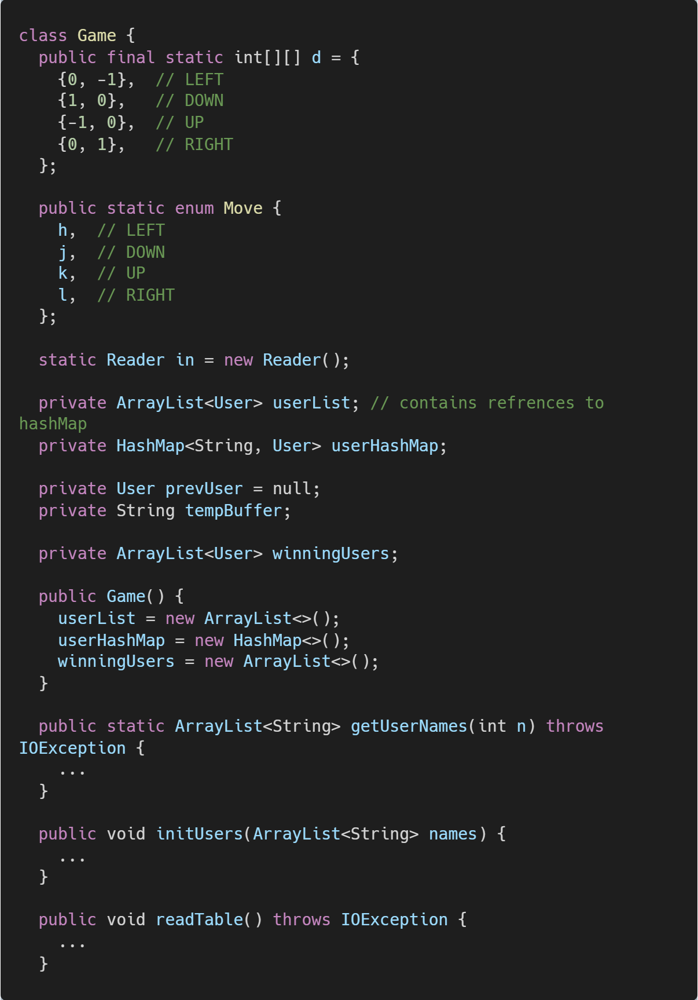 class Game {
  public final static int[][] d = {
    {0, -1},  // LEFT
    {1, 0},   // DOWN
    {-1, 0},  // UP
    {0, 1},   // RIGHT
  };

  public static enum Move {
    h,  // LEFT
    j,  // DOWN
    k,  // UP
    l,  // RIGHT
  };

  static Reader in = new Reader();

  private ArrayList<User> userList; // contains refrences to
hashMap
  private HashMap<String, User> userHashMap;

  private User prevUser = null;
  private String tempBuffer;

  private ArrayList<User> winningUsers;

  public Game() {
    userList = new ArrayList<>();
    userHashMap = new HashMap<>();
    winningUsers = new ArrayList<>();
  }

  public static ArrayList<String> getUserNames(int n) throws
IOException {
    ...
  }

  public void initUsers(ArrayList<String> names) {
    ...
  }

  public void readTable() throws IOException {
    ...
  }